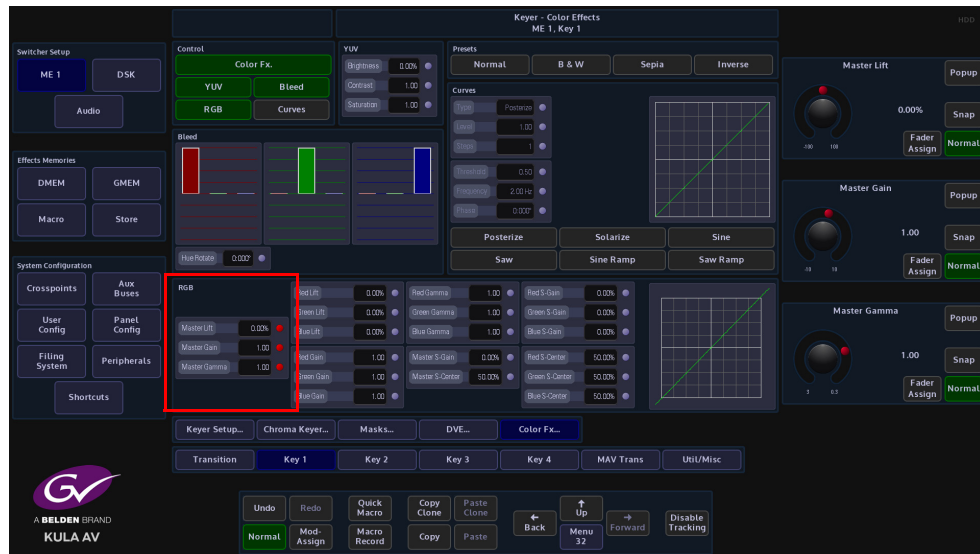 Keyer - Color Effects
ME 1, Key 1
HDD
Switcher Setup
ME 1
DSK
Audio
Effects Memories
DMEM
GMEM
Macro
Store
System Configuration
Crosspoints
Aux
Buses
User
Config
Panel
Config
Filing
System
Peripherals
Shortcuts
Control
Color Fx.
YUV
Bleed
RGB
Curves
YUV
Brightness 0.00%
Contrast 1.00
Saturation 1.00
Presets
Normal
B & W
Sepia
Inverse
Bleed
Hue Rotate 0.000°
Curves
Type Posterize
Level 1.00
Steps 1
Threshold 0.50
Frequency 2.00 Hz
Phase 0.000°
Posterize
Solarize
Sine
Saw
Sine Ramp
Saw Ramp
RGB
Master Lift 0.00%
Master Gain 1.00
Master Gamma 1.00
Red Lift 0.00%
Green Lift 0.00%
Blue Lift 0.00%
Red Gain 1.00
Green Gain 1.00
Blue Gain 1.00
Red Gamma 1.00
Green Gamma 1.00
Blue Gamma 1.00
Master S-Gain 0.00%
Master S-Center 50.00%
Red S-Gain 0.00%
Green S-Gain 0.00%
Blue S-Gain 0.00%
Red S-Center 50.00%
Green S-Center 50.00%
Blue S-Center 50.00%
Master Lift
Popup
0.00%
Snap
-100 100
Fader
Assign
Normal
Master Gain
Popup
1.00
Snap
-10 10
Fader
Assign
Normal
Master Gamma
Popup
1.00
Snap
3 0.3
Fader
Assign
Normal
Keyer Setup...
Chroma Keyer...
Masks...
DVE...
Color Fx...
Transition
Key 1
Key 2
Key 3
Key 4
MAV Trans
Util/Misc
GV
A BELDEN BRAND
KULA AV
Undo
Redo
Quick
Macro
Copy
Clone
Paste
Clone
Normal
Mod-
Assign
Macro
Record
Copy
Paste
Back
Up
Menu
32
Forward
Disable
Tracking